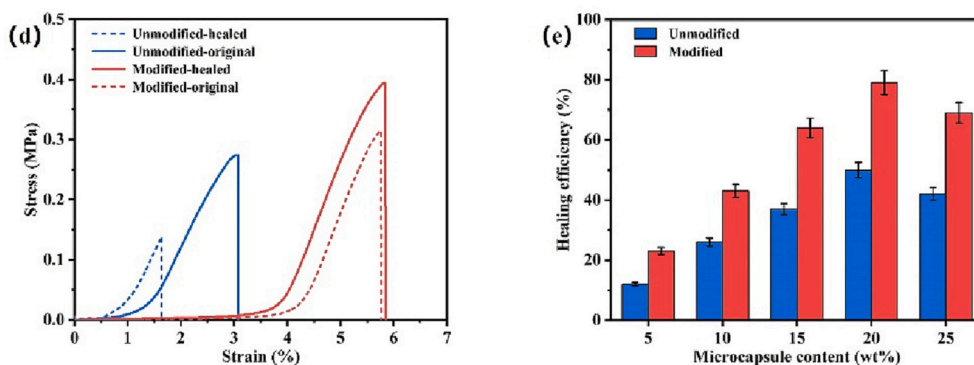 (d)
Unmodified-healed
Unmodified-original
Modified-healed
Modified-original
Stress (MPa)
0.5
0.4
0.3
0.2
0.1
0.0
0 1 2 3 4 5 6 7
Strain (%)
(e)
Unmodified
Modified
Healing efficiency (%)
100
80
60
40
20
0
5 10 15 20 25
Microcapsule content (wt%)